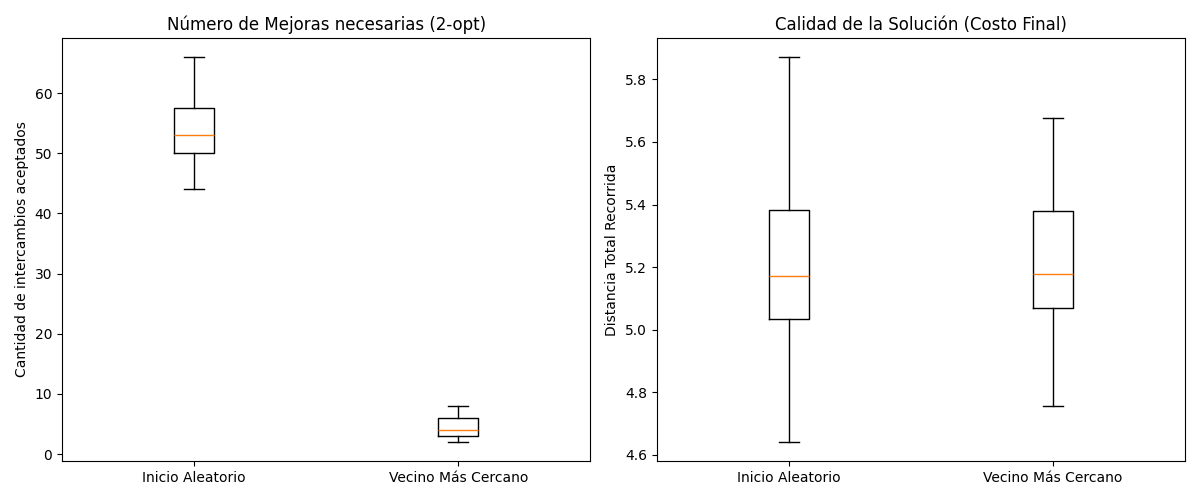 Número de Mejoras necesarias (2-opt)
Cantidad de intercambios aceptados
60
50
40
30
20
10
0
Inicio Aleatorio
Vecino Más Cercano
Calidad de la Solución (Costo Final)
Distancia Total Recorrida
5.8
5.6
5.4
5.2
5.0
4.8
4.6
Inicio Aleatorio
Vecino Más Cercano